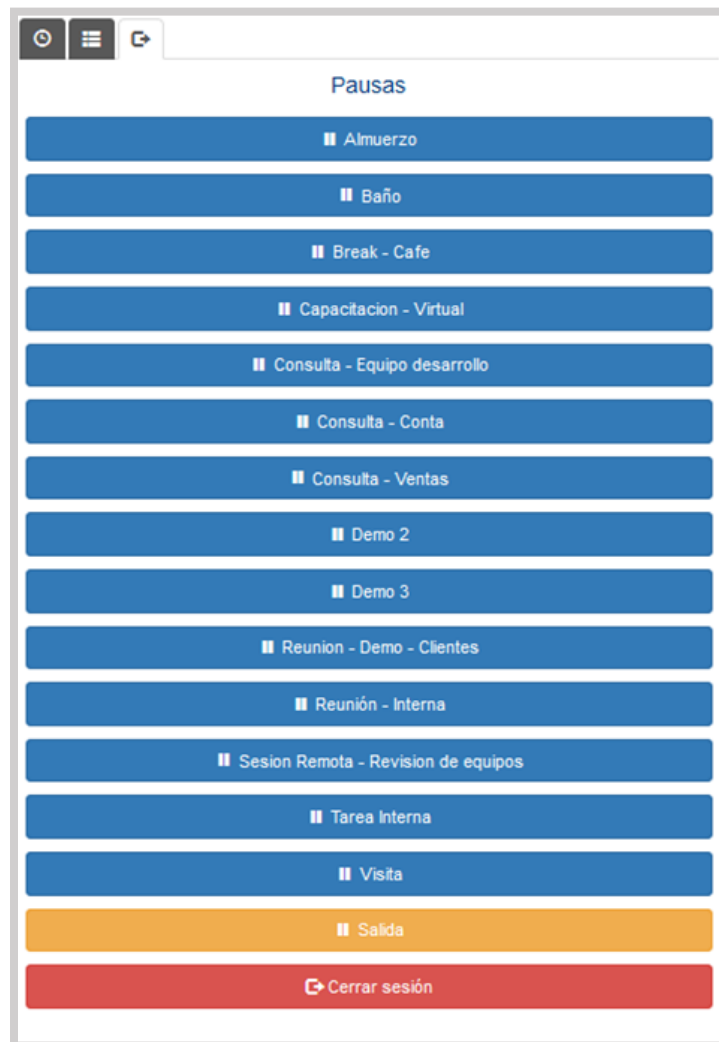 Pausas
Almuerzo
Baño
Break - Cafe
Capacitacion - Virtual
Consulta - Equipo desarrollo
Consulta - Conta
Consulta - Ventas
Demo 2
Demo 3
Reunion - Demo - Clientes
Reunión - Interna
Sesion Remota - Revision de equipos
Tarea Interna
Visita
Salida
Cerrar sesión